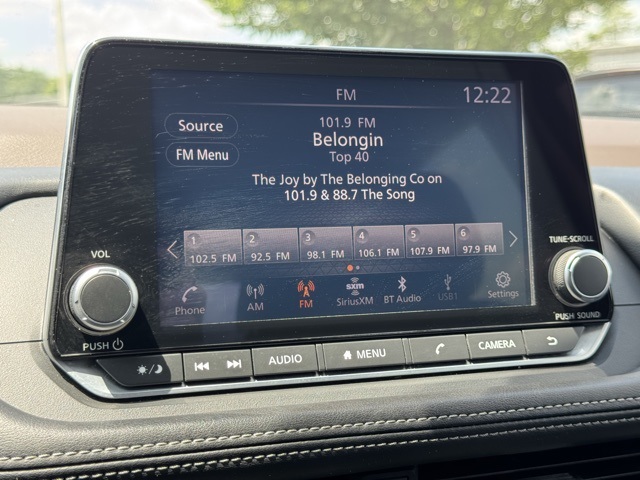 FM
12:22
Source
101.9 FM
Belongin
FM Menu
Top 40
The Joy by The Belonging Co on
101.9 & 88.7 The Song
1 2 3 4 5 6
102.5 FM 92.5 FM 98.1 FM 106.1 FM 107.9 FM 97.9 FM
sxm
Phone AM FM SiriusXM BT Audio USB1 Settings
VOL
PUSH
TUNE-SCROLL
PUSH SOUND
AUDIO MENU CAMERA